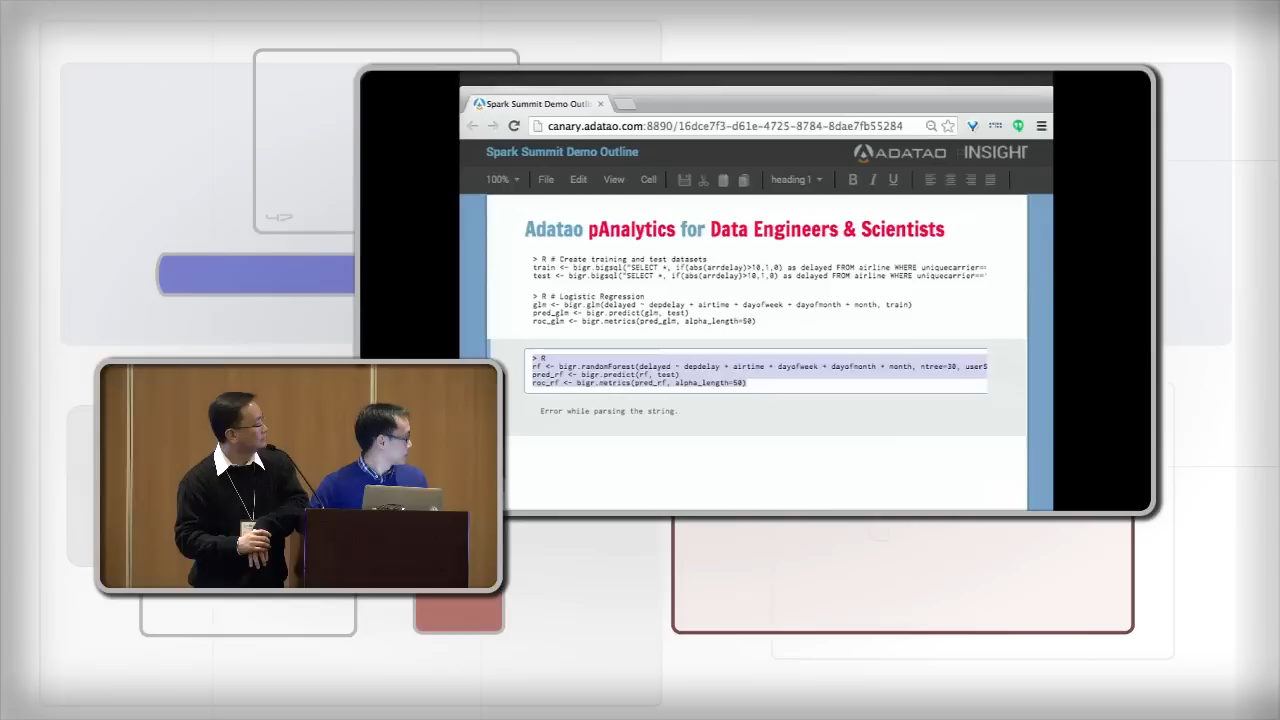 Spark Summit Demo Outli
canary.adatao.com:8890/16dce7f3-d61e-4725-8784-8dae7fb55284
Spark Summit Demo Outline
ADATAO INSIGHT
100% File Edit View Cell heading 1 B I U
Adatao pAnalytics for Data Engineers & Scientists
> R # Create training and test datasets
train <- bigr.bigsql("SELECT *, if(abs(arrdelay)>10,1,0) as delayed FROM airline WHERE uniquecarrier==
test <- bigr.bigsql("SELECT *, if(abs(arrdelay)>10,1,0) as delayed FROM airline WHERE uniquecarrier=='
> R # Logistic Regression
glm <- bigr.glm(delayed ~ depdelay + airtime + dayofweek + dayofmonth + month, train)
pred_glm <- bigr.predict(glm, test)
roc_glm <- bigr.metrics(pred_glm, alpha_length=50)
> R
rf <- bigr.randomForest(delayed ~ depdelay + airtime + dayofweek + dayofmonth + month, ntree=30, userS
pred_rf <- bigr.predict(rf, test)
roc_rf <- bigr.metrics(pred_rf, alpha_length=50)
Error while parsing the string.